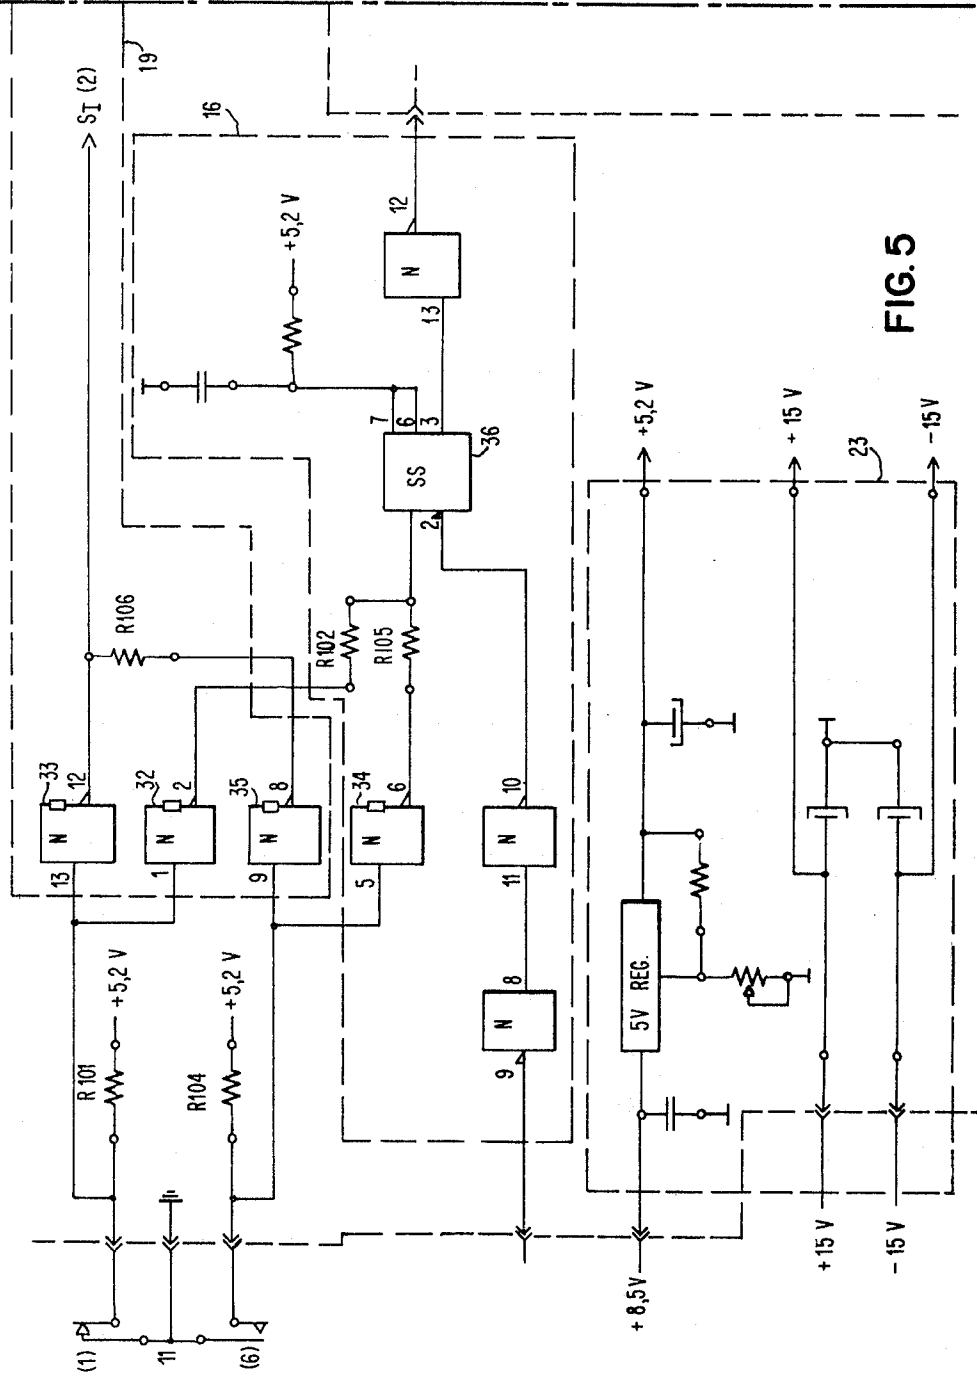 19
S_I (2)
16
+5,2 V
12
N
13
7
6
3
SS
36
2
R106
R102
R105
33
12
N
13
32
2
N
1
35
8
N
9
34
6
N
5
10
N
11
8
N
9
R101
+5,2 V
R104
+5,2 V
(1)
11
(6)
+5,2 V
+15 V
-15 V
23
5V REG.
+8,5V
+15 V
-15 V
FIG. 5